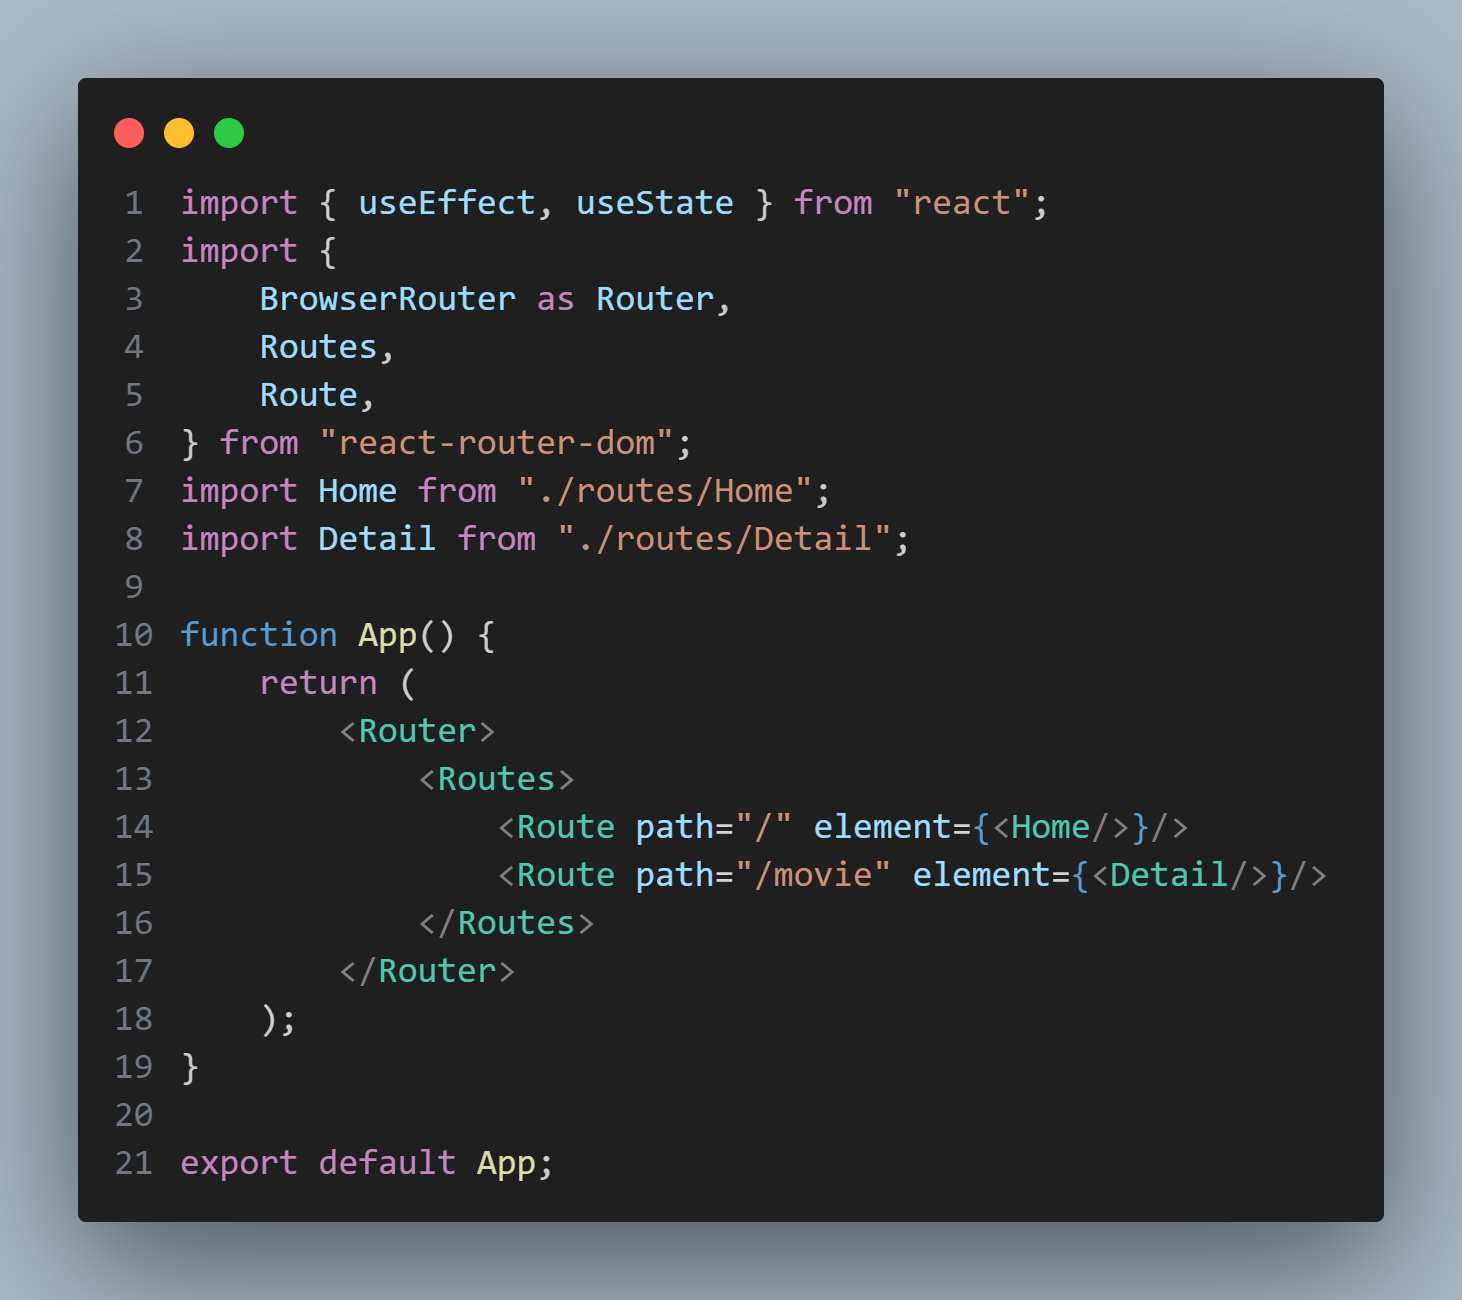 1 import { useEffect, useState } from "react";
2 import {
3     BrowserRouter as Router,
4     Routes,
5     Route,
6 } from "react-router-dom";
7 import Home from "./routes/Home";
8 import Detail from "./routes/Detail";
9
10 function App() {
11     return (
12         <Router>
13             <Routes>
14                 <Route path="/" element={<Home/>}/>
15                 <Route path="/movie" element={<Detail/>}/>
16             </Routes>
17         </Router>
18     );
19 }
20
21 export default App;